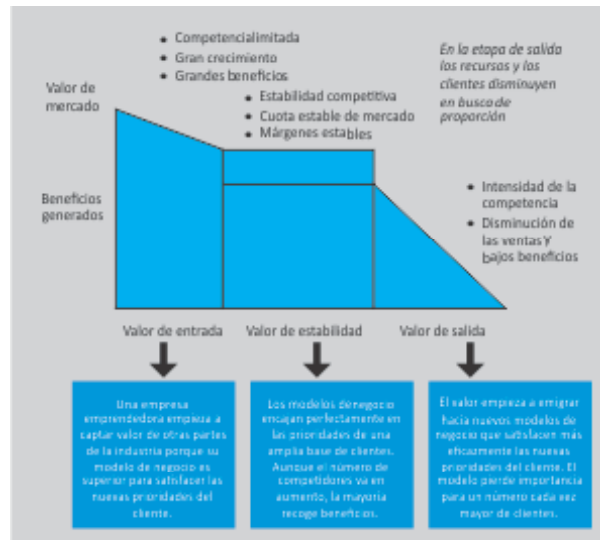 • Competencialimitada
• Gran crecimiento
• Grandes beneficios
En la etapa de salida
los recursos y los
clientes disminuyen
en busca de
proporción
Valor de
mercado
• Estabilidad competitiva
• Cuota estable de mercado
• Márgenes estables
Beneficios
generados
• Intensidad de la
competencia
• Disminución de
las ventas Y
bajos beneficios
Valor de entrada
Valor de estabilidad
Valor de salida
Una empresa
emprendedora empieza a
captar valor de otras partes
de la industria porque su
modelo de negocio es
superior para satisfacer las
nuevas prioridades del
cliente.
Los modelos denegocio
encajan perfectamente en
las prioridades de una
amplia base de clientes.
Aunque el número de
competidores va en
aumento, la mayoría
recoge beneficios.
El valor empieza a emigrar
hacia nuevos modelos de
negocio que satisfacen más
eficazmente las nuevas
prioridades del cliente. El
modelo pierde importancia
para un número cada vez
mayor de clientes.